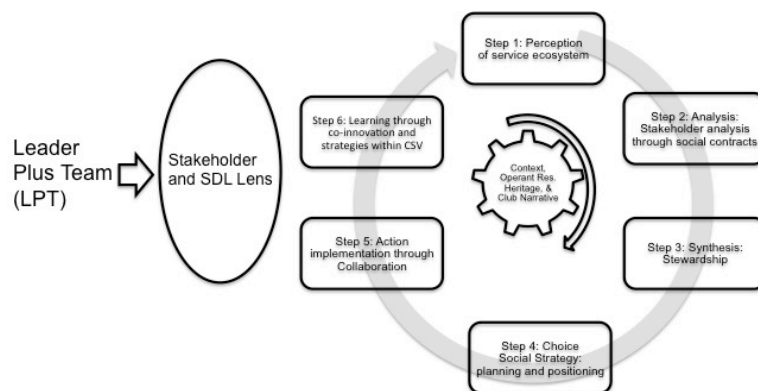 Leader
Plus Team
(LPT)
Stakeholder
and SDL Lens
Step 1: Perception
of service ecosystem
Step 2: Analysis:
Stakeholder analysis
through social contracts
Step 3: Synthesis:
Stewardship
Step 4: Choice
Social Strategy:
planning and positioning
Step 5: Action
implementation through
Collaboration
Step 6: Learning through
co-innovation and
strategies within CSV
Context,
Operant Res.
Heritage, &
Club Narrative